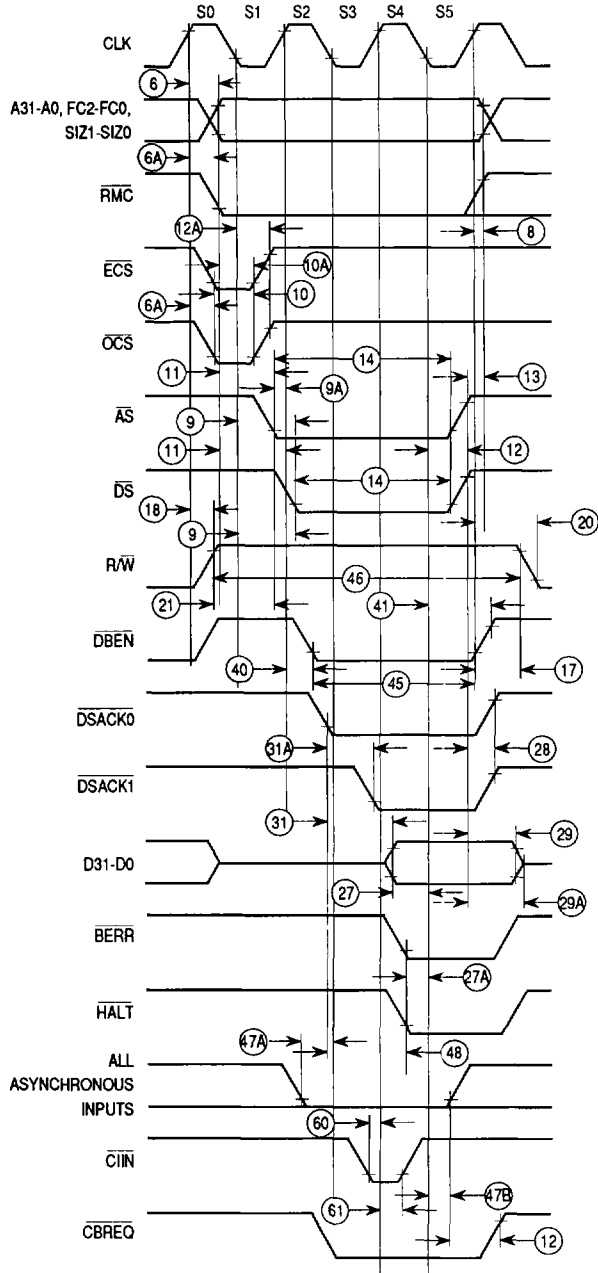 S0 S1 S2 S3 S4 S5
CLK
6
A31-A0, FC2-FC0,
SIZ1-SIZ0
6A
RMC
12A
8
ECS
10A
10
6A
OCS
14
11
13
9A
AS
9
12
11
14
DS
18
20
9
R/W
46
21
41
DBEN
17
40
45
DSACK0
31A
28
DSACK1
31
29
D31-D0
27
29A
BERR
27A
HALT
47A
48
ALL
ASYNCHRONOUS
INPUTS
60
CIIN
47B
61
CBREQ
12